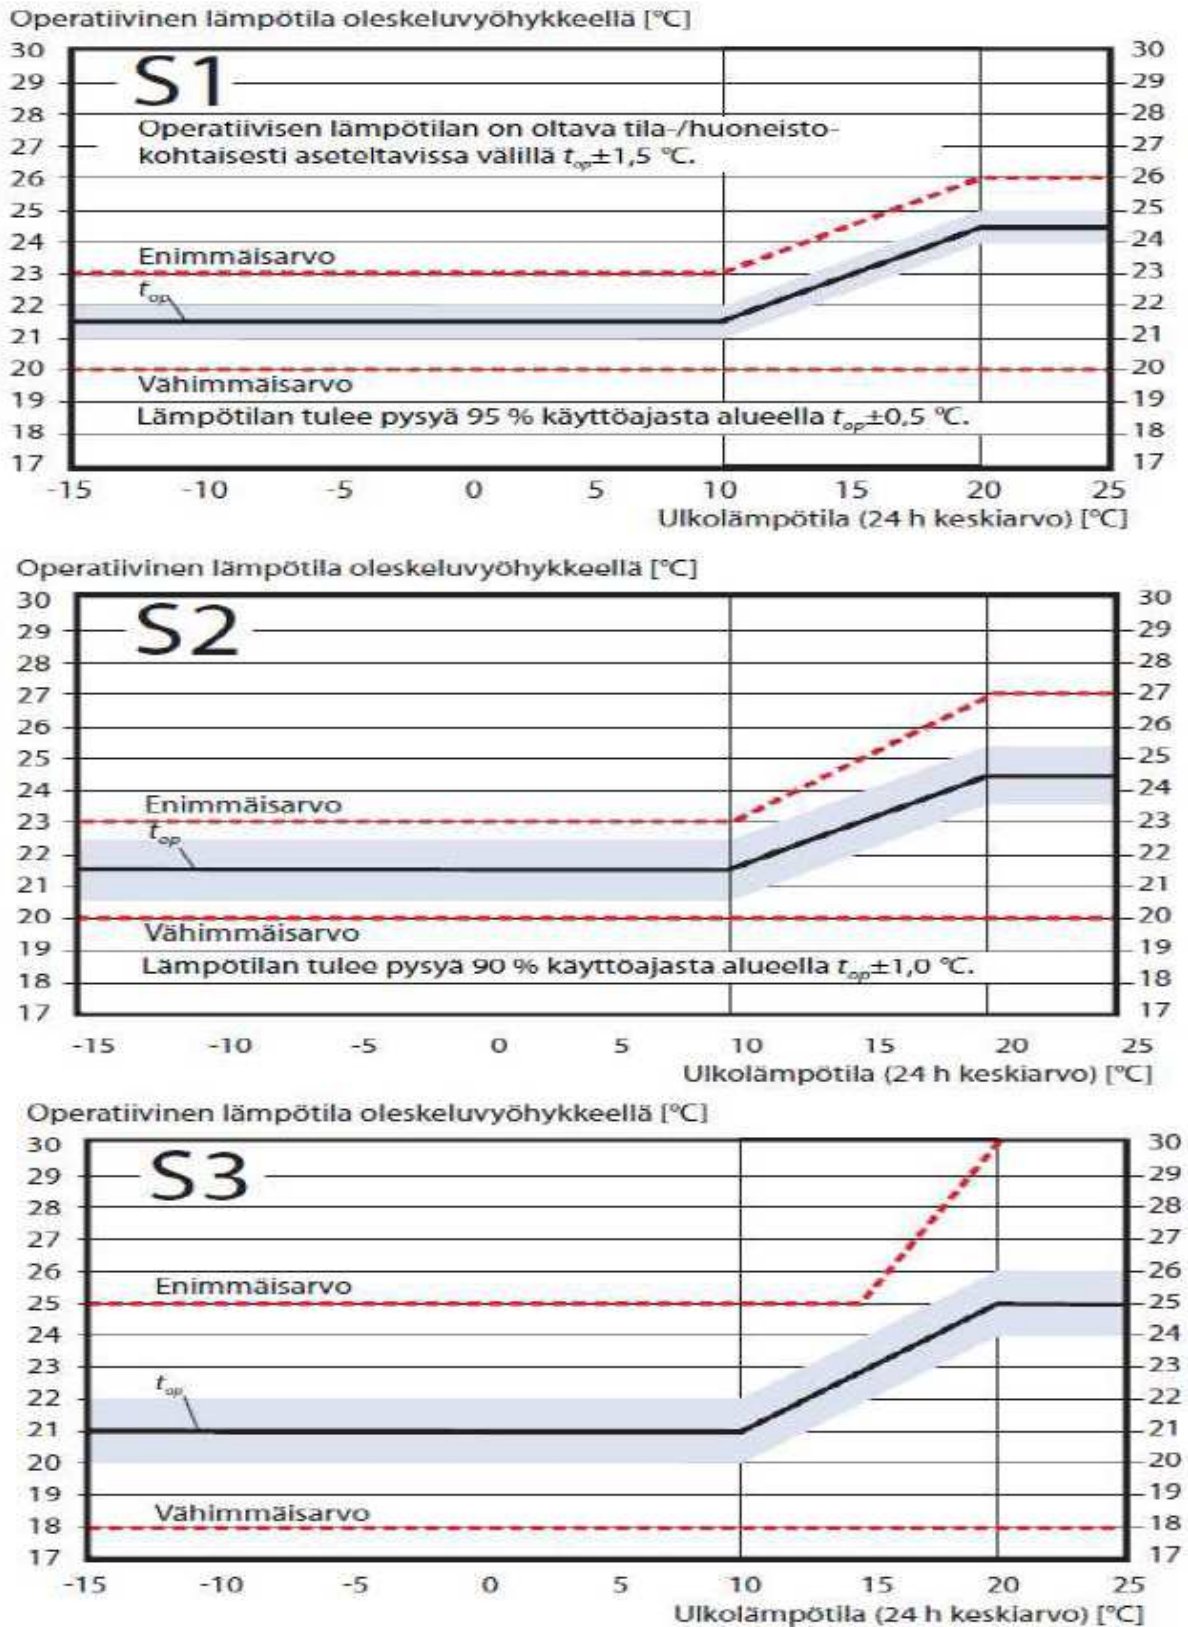 Operatiivinen lämpötila oleskeluvyöhykkeellä [°C]
30 30
S1
29 29
28 28
Operatiivisen lämpötilan on oltava tila-/huoneisto-
27 27
kohtaisesti aseteltavissa välillä top±1,5 °C.
26 26
25 25
24 24
Enimmäisarvo
23 23
top
22 22
21 21
20 20
Vähimmäisarvo
19 19
Lämpötilan tulee pysyä 95 % käyttöajasta alueella top±0,5 °C.
18 18
17 17
-15 -10 -5 0 5 10 15 20 25
Ulkolämpötila (24 h keskiarvo) [°C]
Operatiivinen lämpötila oleskeluvyöhykkeellä [°C]
30 30
S2
29 29
28 28
27 27
26 26
25 25
24 24
Enimmäisarvo
23 23
top
22 22
21 21
20 20
Vähimmäisarvo
19 19
Lämpötilan tulee pysyä 90 % käyttöajasta alueella top±1,0 °C.
18 18
17 17
-15 -10 -5 0 5 10 15 20 25
Ulkolämpötila (24 h keskiarvo) [°C]
Operatiivinen lämpötila oleskeluvyöhykkeellä [°C]
30 30
S3
29 29
28 28
27 27
26 26
Enimmäisarvo
25 25
24 24
23 23
top
22 22
21 21
20 20
19 19
Vähimmäisarvo
18 18
17 17
-15 -10 -5 0 5 10 15 20 25
Ulkolämpötila (24 h keskiarvo) [°C]